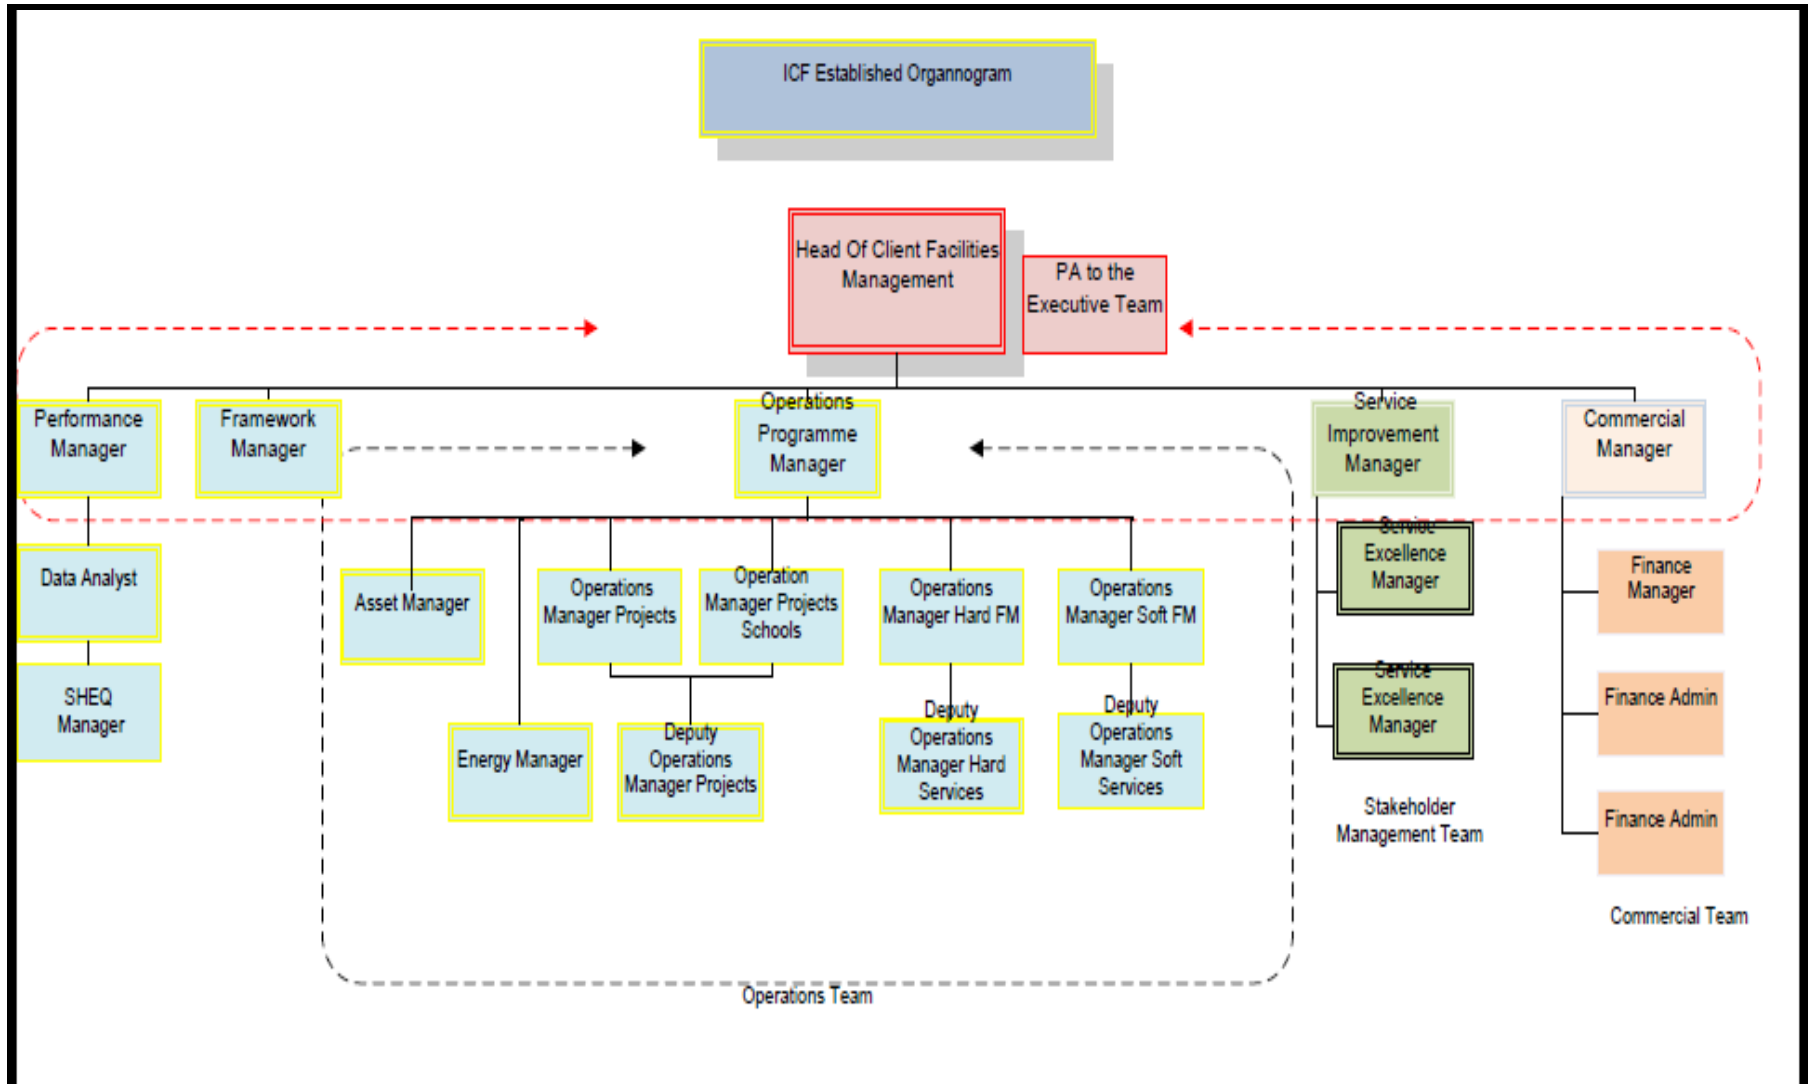 ICF Established Organnogram
Head Of Client Facilities
Management
PA to the
Executive Team
Performance
Manager
Framework
Manager
Operations
Programme
Manager
Service
Improvement
Manager
Commercial
Manager
Data Analyst
SHEQ
Manager
Asset Manager
Operations
Manager Projects
Operation
Manager Projects
Schools
Operations
Manager Hard FM
Operations
Manager Soft FM
Energy Manager
Deputy
Operations
Manager Projects
Deputy
Operations
Manager Hard
Services
Deputy
Operations
Manager Soft
Services
Service
Excellence
Manager
Service
Excellence
Manager
Stakeholder
Management Team
Finance
Manager
Finance Admin
Finance Admin
Commercial Team
Operations Team